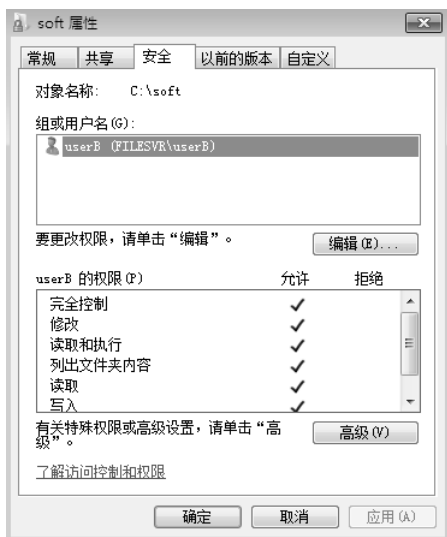 soft 属性
常规 共享 安全 以前的版本 自定义
对象名称: C:\soft
组或用户名(G):
userB (FILESVR\userB)
要更改权限，请单击“编辑”。 编辑(E)...
userB 的权限(P) 允许 拒绝
完全控制
修改
读取和执行
列出文件夹内容
读取
写入
有关特殊权限或高级设置，请单击“高
级”。 高级(V)
了解访问控制和权限
确定 取消 应用(A)